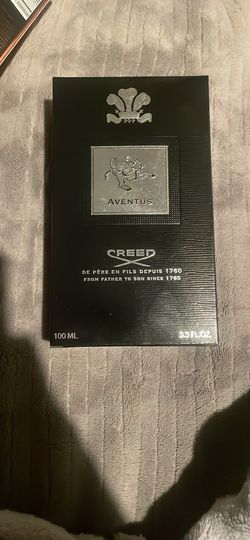 AVENTUS
CREED
DE PÈRE EN FILS DEPUIS 1760
FROM FATHER TO SON SINCE 1760
100 ML 3.3 FL.OZ.